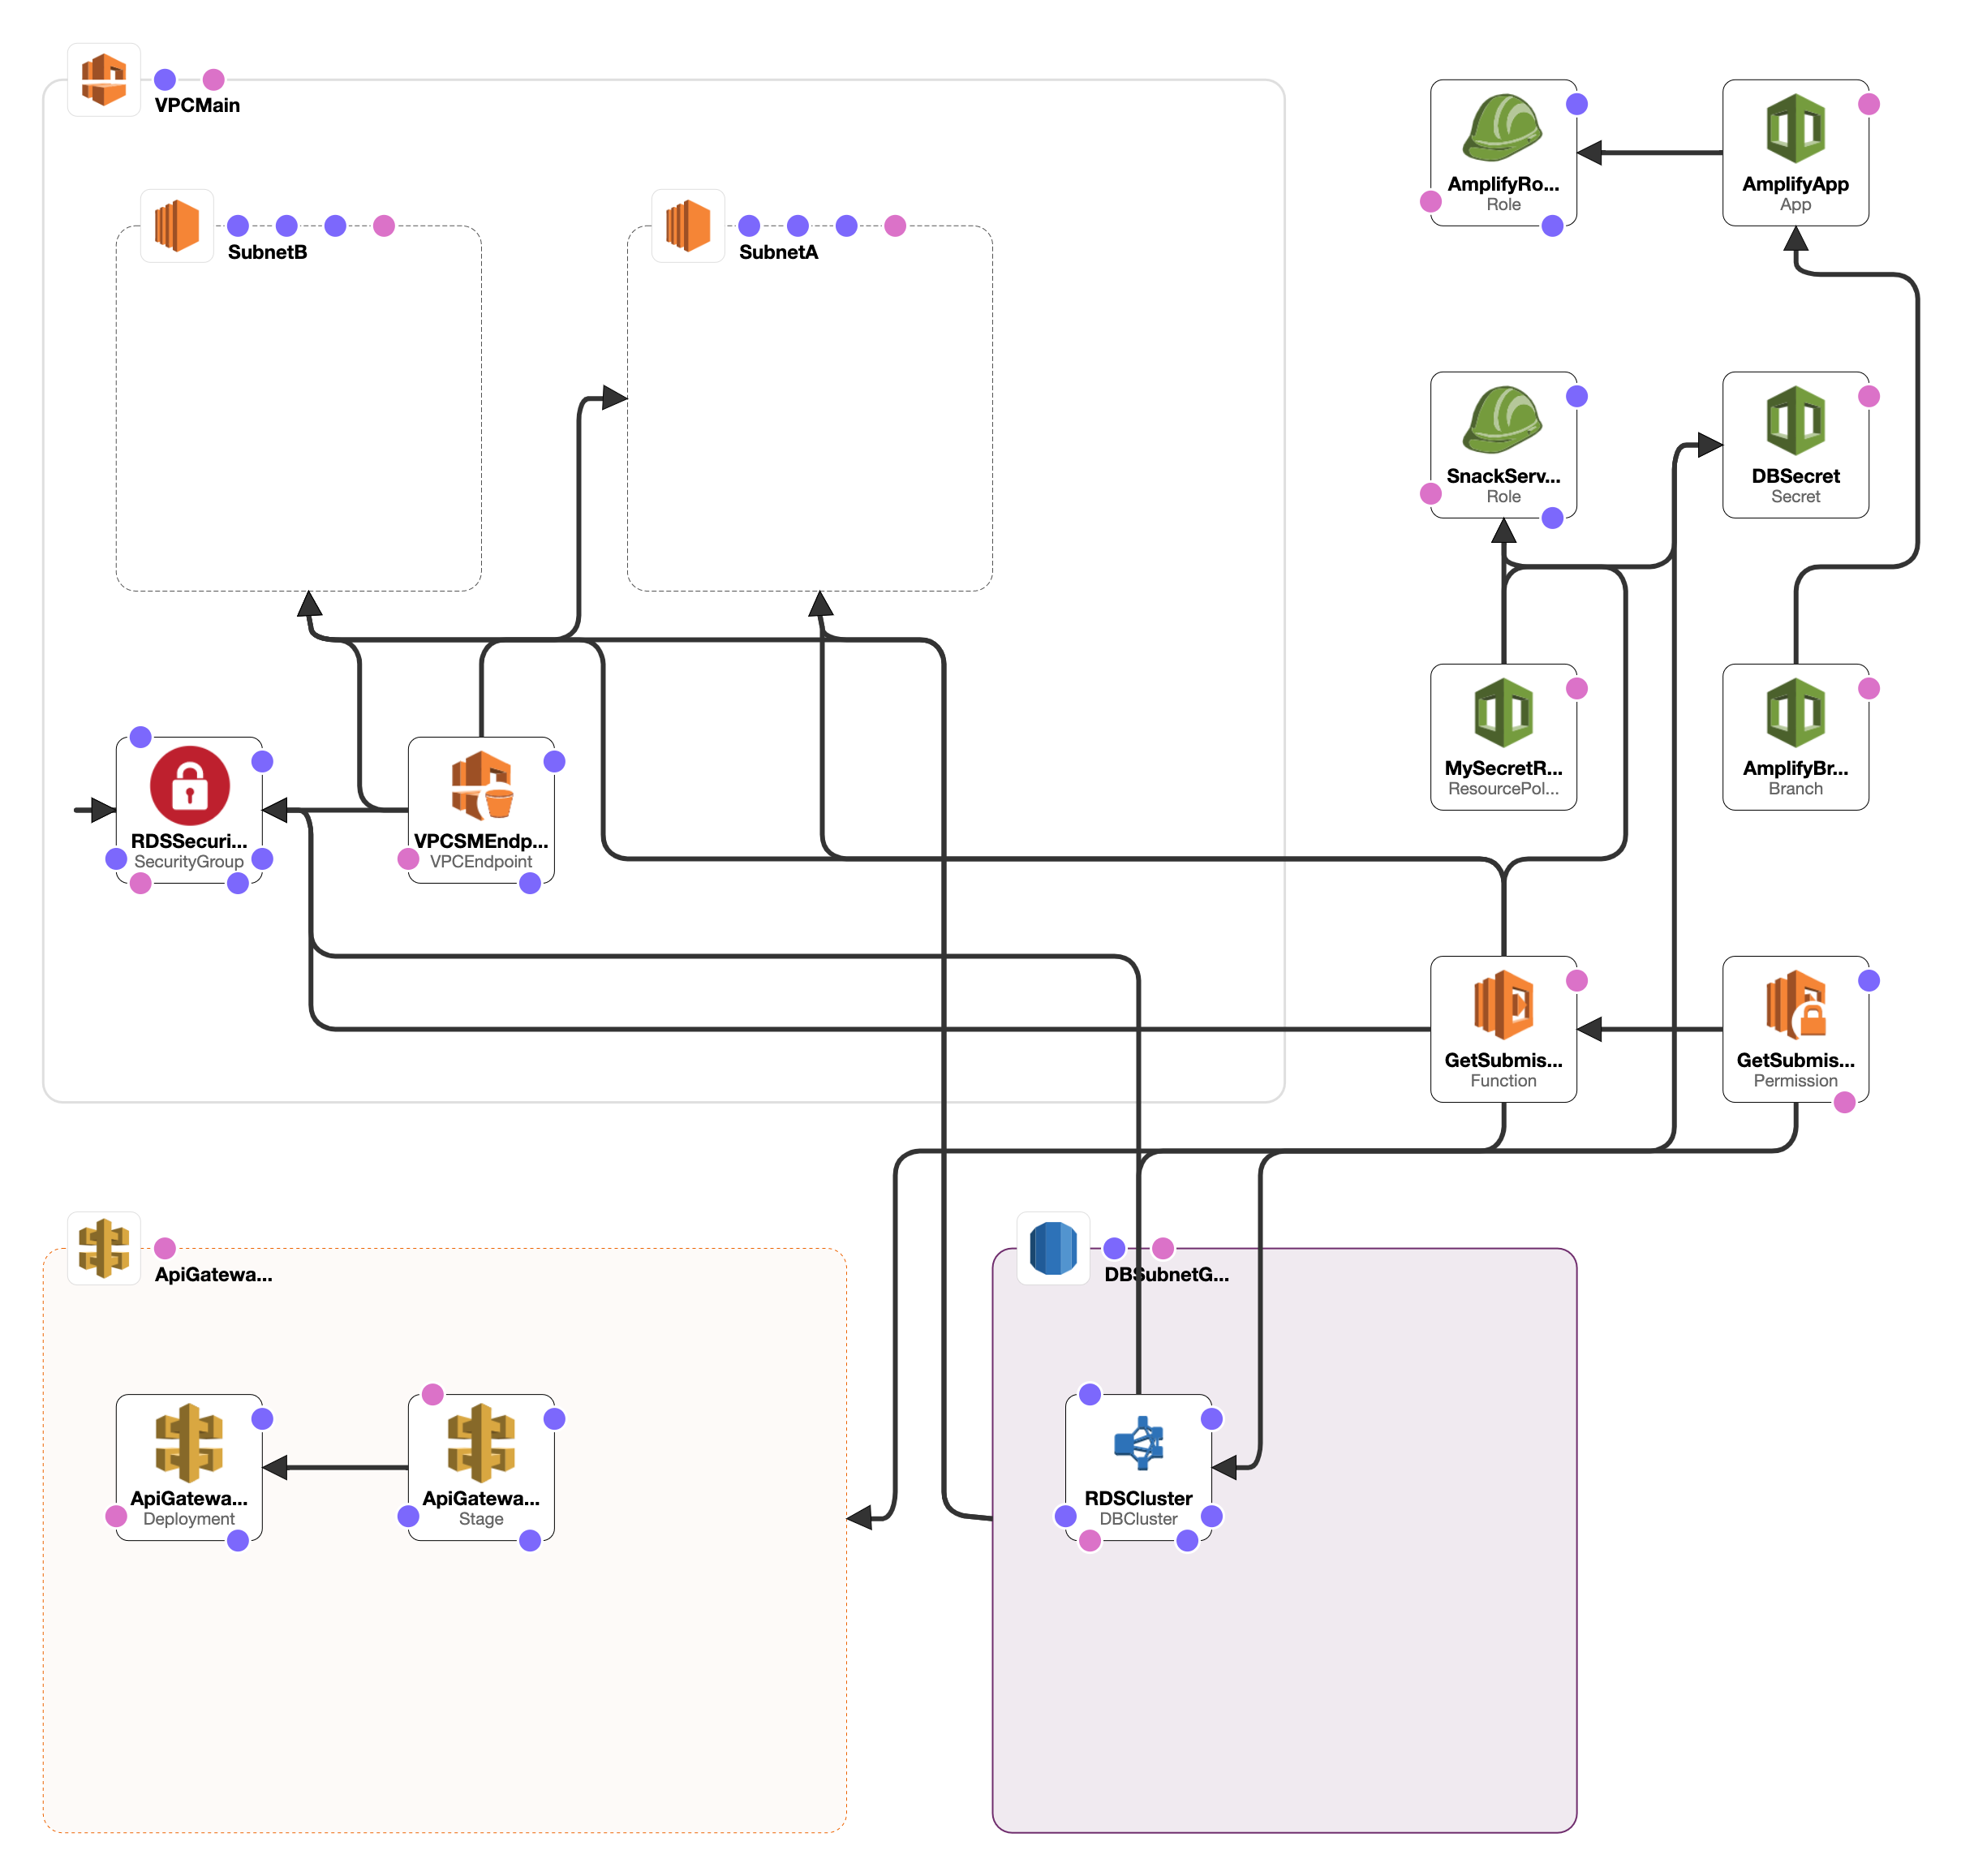 VPCMain
SubnetB
SubnetA
AmplifyRo...
Role
AmplifyApp
App
SnackServ...
Role
DBSecret
Secret
MySecretR...
ResourcePol...
AmplifyBr...
Branch
RDSSecuri...
SecurityGroup
VPCSMEndp...
VPCEndpoint
GetSubmis...
Function
GetSubmis...
Permission
ApiGatewa...
DBSubnetG...
ApiGatewa...
Deployment
ApiGatewa...
Stage
RDSCluster
DBCluster